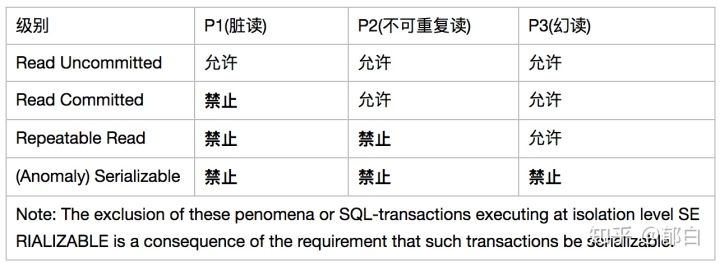 级别 P1(脏读) P2(不可重复读) P3(幻读)
Read Uncommitted 允许 允许 允许
Read Committed 禁止 允许 允许
Repeatable Read 禁止 禁止 允许
(Anomaly) Serializable 禁止 禁止 禁止
Note: The exclusion of these penomena or SQL-transactions executing at isolation level SE
RIALIZABLE is a consequence of the requirement that such transactions be serializable.
知乎 @郁白